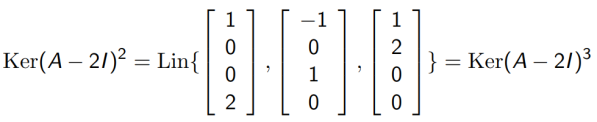 Ker(A − 2I)² = Lin{ [1 0 0 2], [−1 0 1 0], [1 2 0 0] } = Ker(A − 2I)³